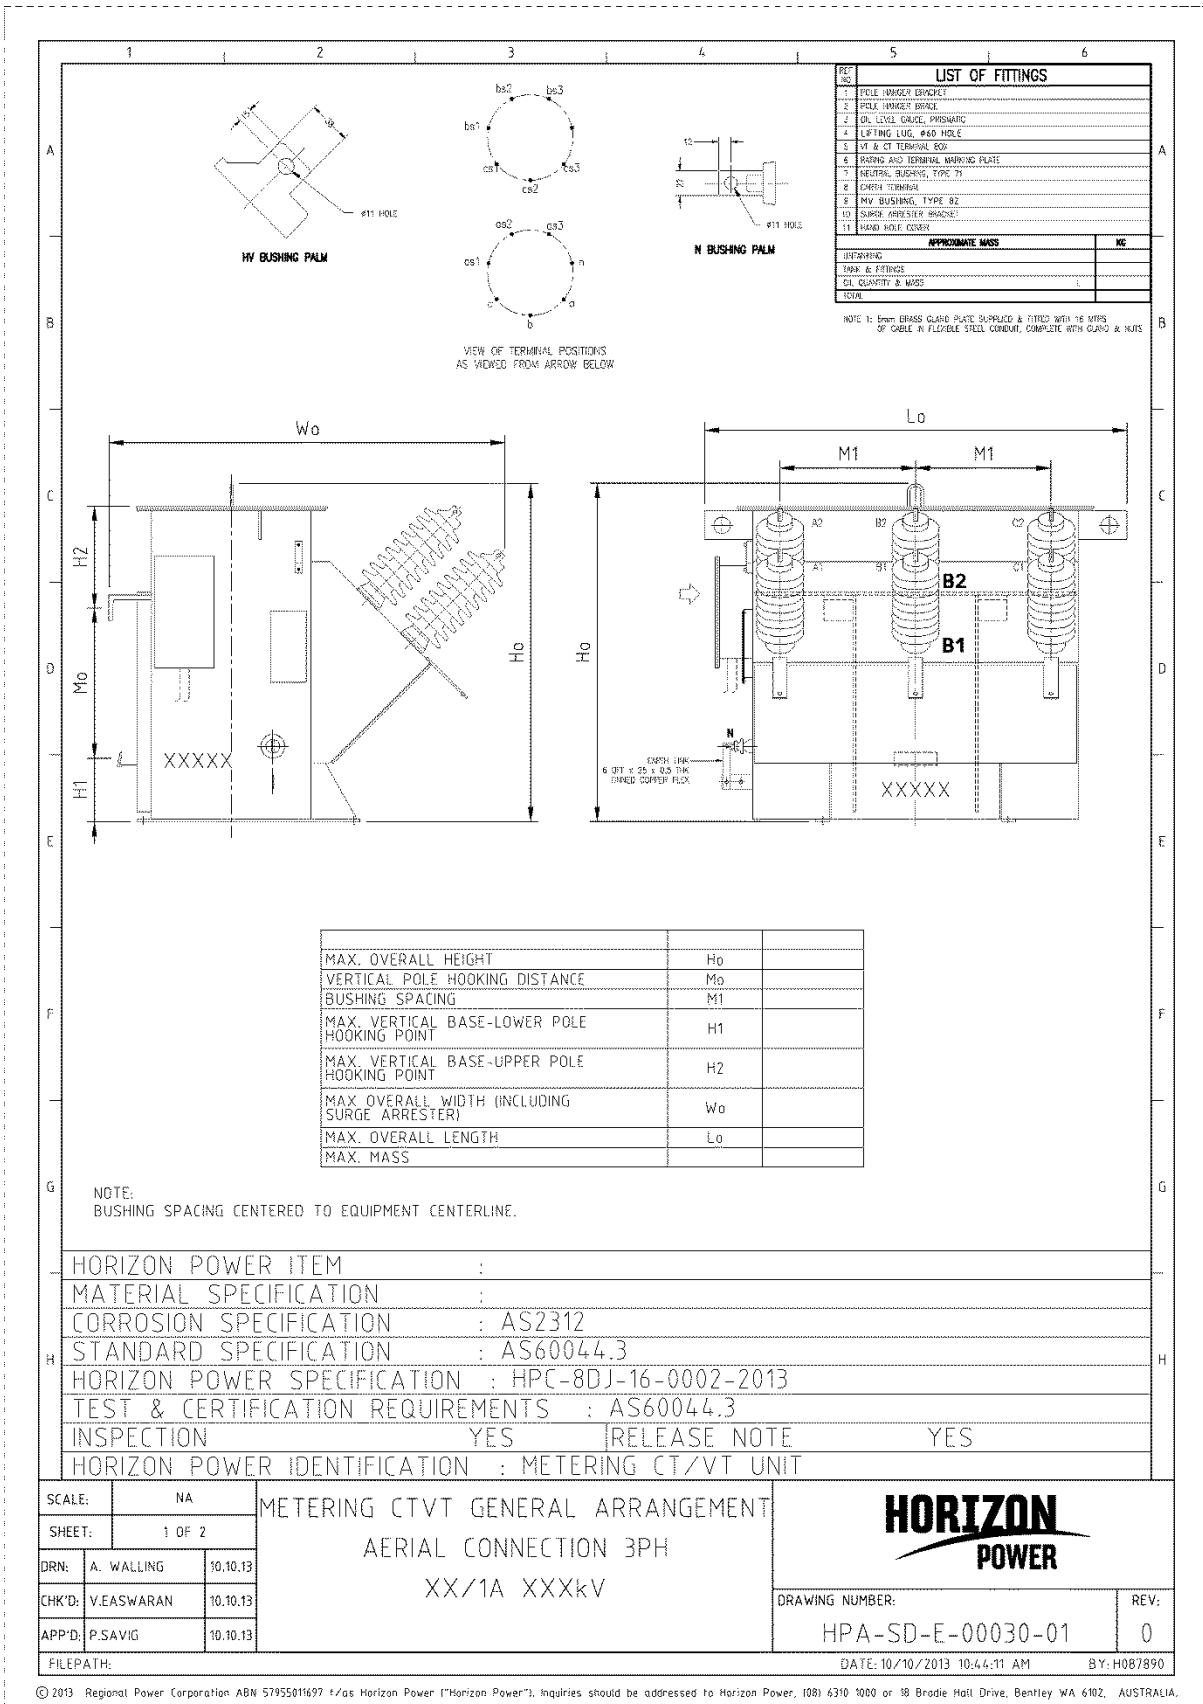 1 2 3 4 5 6
A
B
C
D
E
F
G
H
A
B
C
D
E
F
G
H
15
30
Ø11 HOLE
HV BUSHING PALM
bs2 bs3
bs1
cs1 cs3
cs2
as2 as3
as1 n
c a
b
VIEW OF TERMINAL POSITIONS
AS VIEWED FROM ARROW BELOW
12
Ø11 HOLE
N BUSHING PALM
REF NO LIST OF FITTINGS
1 POLE HANGER BRACKET
2 POLE HANGER BRACE
3 OIL LEVEL GAUGE, PRISMATIC
4 LIFTING LUG, Ø60 HOLE
5 VT & CT TERMINAL BOX
6 RATING AND TERMINAL MARKING PLATE
7 NEUTRAL BUSHING, TYPE 71
8 EARTH TERMINAL
9 MV BUSHING, TYPE 82
10 SURGE ARRESTER BRACKET
11 HAND HOLE COVER
APPROXIMATE MASS KG
UNTANKING
TANK & FITTINGS
OIL QUANTITY & MASS L
TOTAL
NOTE 1: 6mm BRASS GLAND PLATE SUPPLIED & FITTED WITH 16 MTRS
OF CABLE IN FLEXIBLE STEEL CONDUIT, COMPLETE WITH GLAND & NUTS
Wo
H2
Mo
H1
Ho
XXXXX
Lo
M1 M1
Ho
A2 B2 C2
A1 B1 C1
B2
B1
N
EARTH LINK
6 OFF x 25 x 0.5 THK
TINNED COPPER FLEX
XXXXX
MAX. OVERALL HEIGHT Ho
VERTICAL POLE HOOKING DISTANCE Mo
BUSHING SPACING M1
MAX. VERTICAL BASE-LOWER POLE
HOOKING POINT H1
MAX. VERTICAL BASE-UPPER POLE
HOOKING POINT H2
MAX OVERALL WIDTH (INCLUDING
SURGE ARRESTER) Wo
MAX. OVERALL LENGTH Lo
MAX. MASS
NOTE:
BUSHING SPACING CENTERED TO EQUIPMENT CENTERLINE.
HORIZON POWER ITEM :
MATERIAL SPECIFICATION :
CORROSION SPECIFICATION : AS2312
STANDARD SPECIFICATION : AS60044.3
HORIZON POWER SPECIFICATION : HPC-8DJ-16-0002-2013
TEST & CERTIFICATION REQUIREMENTS : AS60044.3
INSPECTION YES RELEASE NOTE YES
HORIZON POWER IDENTIFICATION : METERING CT/VT UNIT
SCALE: NA
SHEET: 1 OF 2
DRN: A. WALLING 10.10.13
CHK'D: V.EASWARAN 10.10.13
APP'D: P.SAVIG 10.10.13
METERING CTVT GENERAL ARRANGEMENT
AERIAL CONNECTION 3PH
XX/1A XXXkV
HORIZON
POWER
DRAWING NUMBER: REV:
HPA-SD-E-00030-01 0
FILEPATH: DATE: 10/10/2013 10:44:11 AM BY: H087890
© 2013 Regional Power Corporation ABN 57955011697 t/as Horizon Power ("Horizon Power"). Inquiries should be addressed to Horizon Power, (08) 6310 1000 or 18 Brodie Hall Drive, Bentley WA 6102, AUSTRALIA.